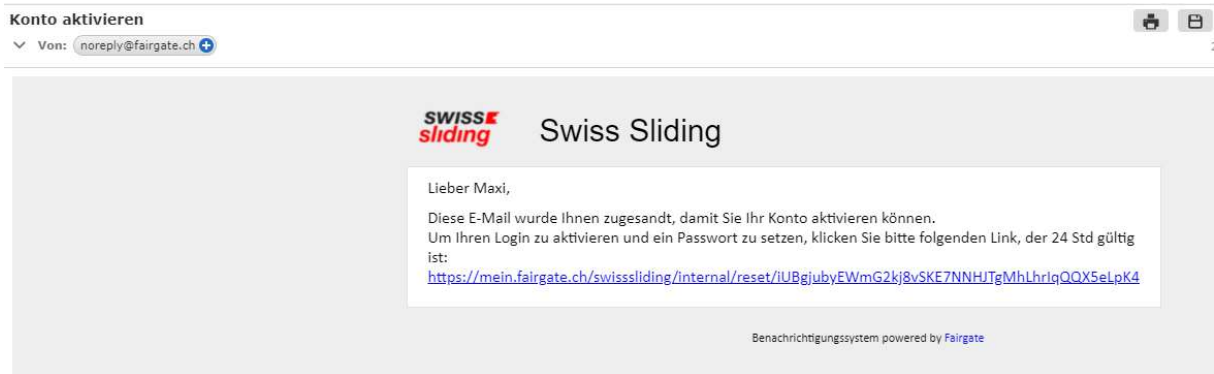 Konto aktivieren
Von: noreply@fairgate.ch
swiss
sliding
Swiss Sliding
Lieber Maxi,
Diese E-Mail wurde Ihnen zugesandt, damit Sie Ihr Konto aktivieren können.
Um Ihren Login zu aktivieren und ein Passwort zu setzen, klicken Sie bitte folgenden Link, der 24 Std gültig
ist:
https://mein.fairgate.ch/swisssliding/internal/reset/iUBgjubyEWmG2kj8vSKE7NNHJTgMhLhrIqQQX5eLpK4
Benachrichtigungssystem powered by Fairgate